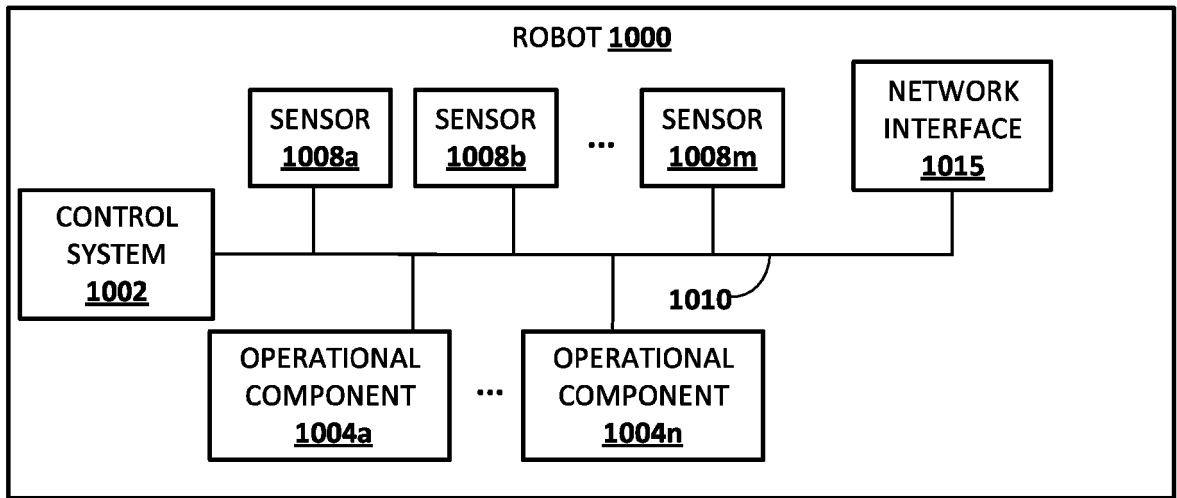 ROBOT 1000
SENSOR
1008a
SENSOR
1008b
...
SENSOR
1008m
NETWORK
INTERFACE
1015
CONTROL
SYSTEM
1002
1010
OPERATIONAL
COMPONENT
1004a
...
OPERATIONAL
COMPONENT
1004n